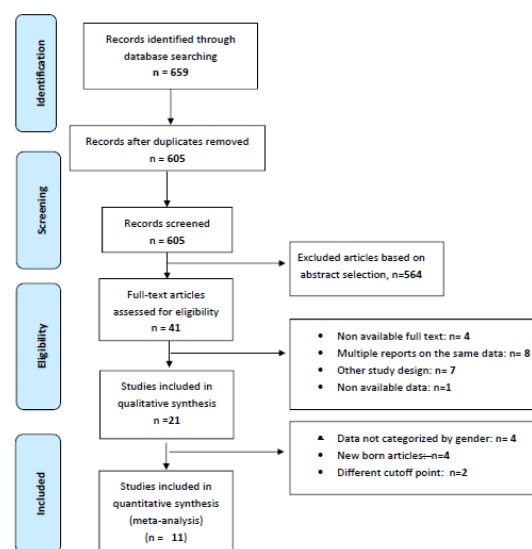 Identification
Records identified through
database searching
n = 659
Records after duplicates removed
n = 605
Screening
Records screened
n = 605
Excluded articles based on
abstract selection, n=564
Eligibility
Full-text articles
assessed for eligibility
n = 41
• Non available full text: n= 4
• Multiple reports on the same data: n= 8
• Other study design: n= 7
• Non available data: n=1
Studies included in
qualitative synthesis
n =21
Included
▲ Data not categorized by gender: n= 4
• New born articles: n=4
• Different cutoff point: n=2
Studies included in
quantitative synthesis
(meta-analysis)
(n = 11)